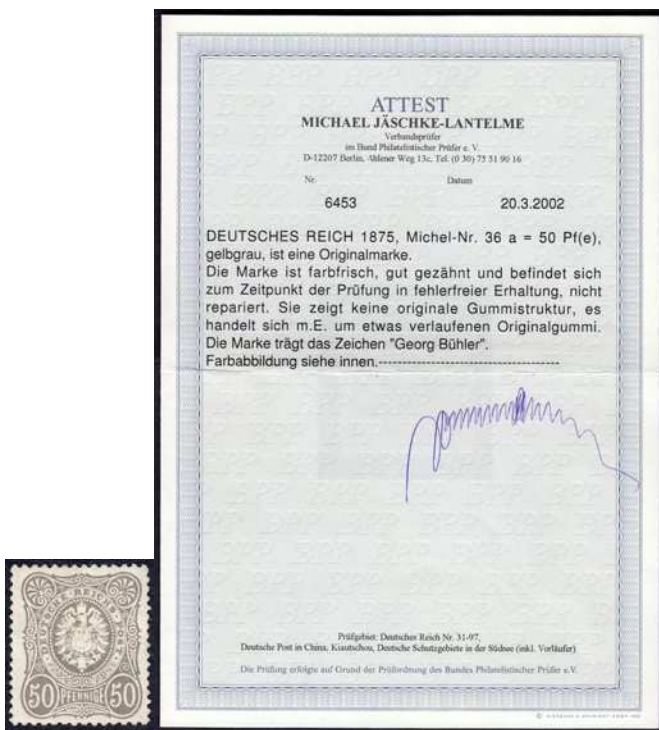 ATTEST
MICHAEL JÄSCHKE-LANTELME
Verbandsprüfer
im Bund Philatelistischer Prüfer e. V.
D-12207 Berlin, Ahlener Weg 13c, Tel. (0 30) 75 51 90 16
Nr. Datum
6453 20.3.2002
DEUTSCHES REICH 1875, Michel-Nr. 36 a = 50 Pf(e),
gelbgrau, ist eine Originalmarke.
Die Marke ist farbfrisch, gut gezähnt und befindet sich
zum Zeitpunkt der Prüfung in fehlerfreier Erhaltung, nicht
repariert. Sie zeigt keine originale Gummistruktur, es
handelt sich m.E. um etwas verlaufenen Originalgummi.
Die Marke trägt das Zeichen "Georg Bühler".
Farbabbildung siehe innen.------------------------------------
Prüfgebiet: Deutsches Reich Nr. 31-97,
Deutsche Post in China, Kiautschou, Deutsche Schutzgebiete in der Südsee (inkl. Vorläufer)
Die Prüfung erfolgte auf Grund der Prüfordnung des Bundes Philatelistischer Prüfer e.V.
DEUTSCHE REICHS-POST
50 PFENNIGE 50